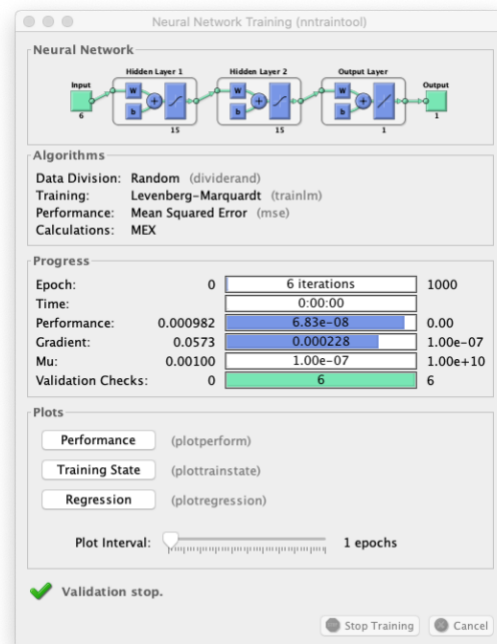 Neural Network Training (nntraintool)
Neural Network
Hidden Layer 1 Hidden Layer 2 Output Layer
Input Output
W W W
+ + +
b b b
6 1
15 15 1
Algorithms
Data Division: Random (dividerand)
Training: Levenberg-Marquardt (trainlm)
Performance: Mean Squared Error (mse)
Calculations: MEX
Progress
Epoch: 0 6 iterations 1000
Time: 0:00:00
Performance: 0.000982 6.83e-08 0.00
Gradient: 0.0573 0.000228 1.00e-07
Mu: 0.00100 1.00e-07 1.00e+10
Validation Checks: 0 6 6
Plots
Performance (plotperform)
Training State (plottrainstate)
Regression (plotregression)
Plot Interval: 1 epochs
Validation stop.
Stop Training Cancel